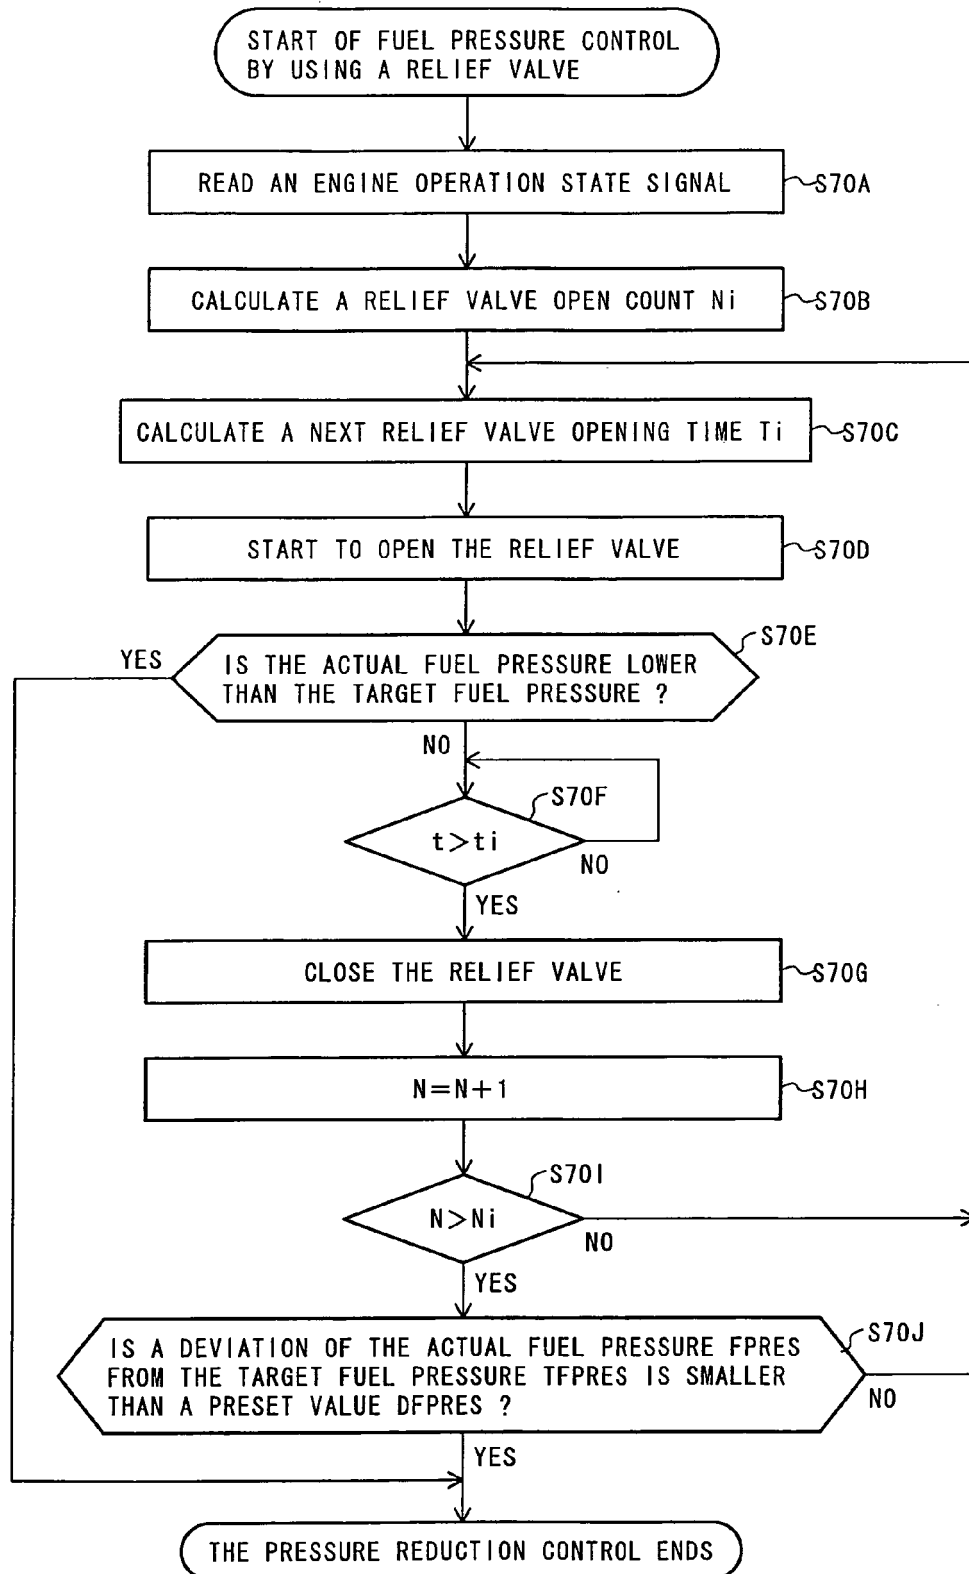 START OF FUEL PRESSURE CONTROL
BY USING A RELIEF VALVE
READ AN ENGINE OPERATION STATE SIGNAL
S70A
CALCULATE A RELIEF VALVE OPEN COUNT Ni
S70B
CALCULATE A NEXT RELIEF VALVE OPENING TIME Ti
S70C
START TO OPEN THE RELIEF VALVE
S70D
S70E
YES
IS THE ACTUAL FUEL PRESSURE LOWER
THAN THE TARGET FUEL PRESSURE ?
NO
S70F
t>ti
NO
YES
CLOSE THE RELIEF VALVE
S70G
N=N+1
S70H
S70I
N>Ni
NO
YES
S70J
IS A DEVIATION OF THE ACTUAL FUEL PRESSURE FPRES
FROM THE TARGET FUEL PRESSURE TFPRES IS SMALLER
THAN A PRESET VALUE DFPRES ?
NO
YES
THE PRESSURE REDUCTION CONTROL ENDS